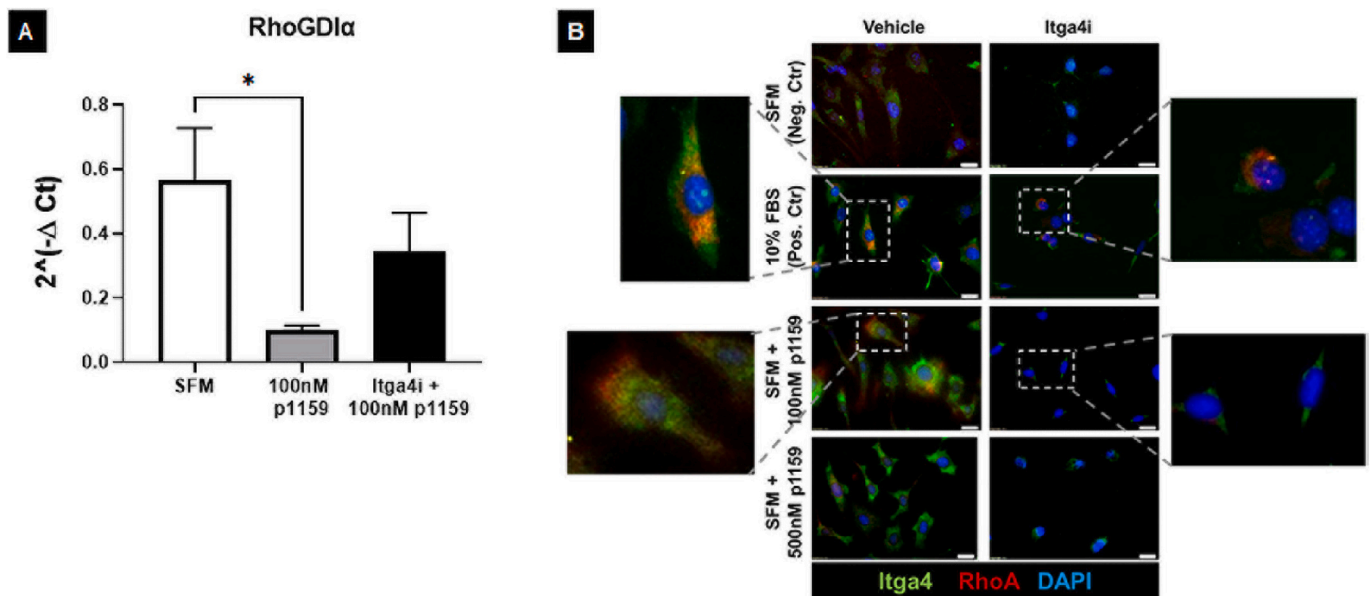 A
RhoGDIα
*
2^(-Δ Ct)
0.8
0.6
0.4
0.2
0.0
SFM
100nM
p1159
Itga4i +
100nM p1159
B
Vehicle
Itga4i
SFM
(Neg. Ctr)
10% FBS
(Pos. Ctr)
SFM +
100nM p1159
SFM +
500nM p1159
Itga4 RhoA DAPI